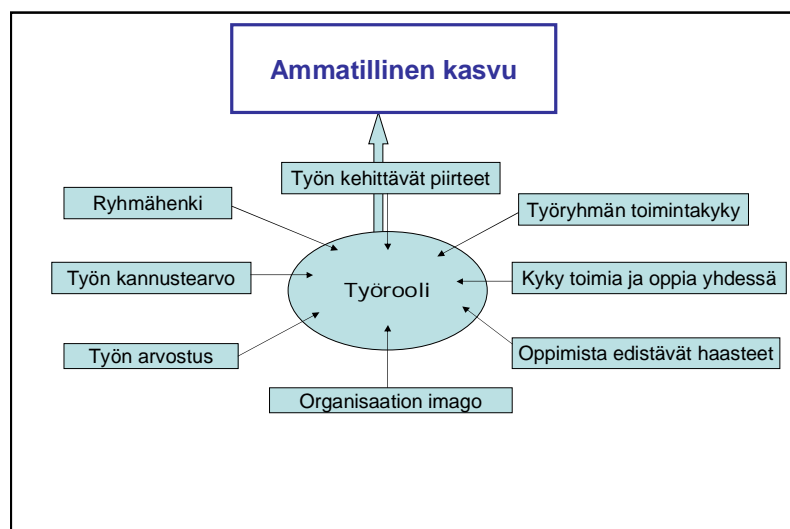 Ammatillinen kasvu
Työn kehittävät piirteet
Ryhmähenki
Työryhmän toimintakyky
Työn kannustearvo
Työrooli
Kyky toimia ja oppia yhdessä
Työn arvostus
Oppimista edistävät haasteet
Organisaation imago